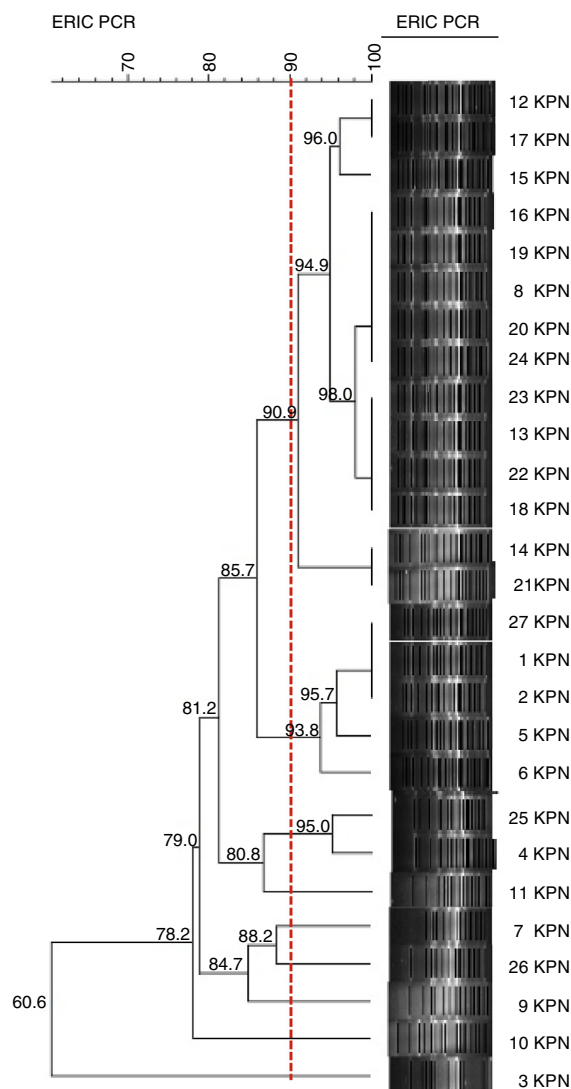 ERIC PCR
ERIC PCR
70
80
90
100
12 KPN
96.0
17 KPN
15 KPN
16 KPN
19 KPN
94.9
8 KPN
20 KPN
24 KPN
98.0
23 KPN
90.9
13 KPN
22 KPN
18 KPN
14 KPN
85.7
21KPN
27 KPN
1 KPN
95.7
2 KPN
81.2
93.8
5 KPN
6 KPN
25 KPN
95.0
79.0
80.8
4 KPN
11 KPN
7 KPN
78.2
88.2
84.7
26 KPN
60.6
9 KPN
10 KPN
3 KPN